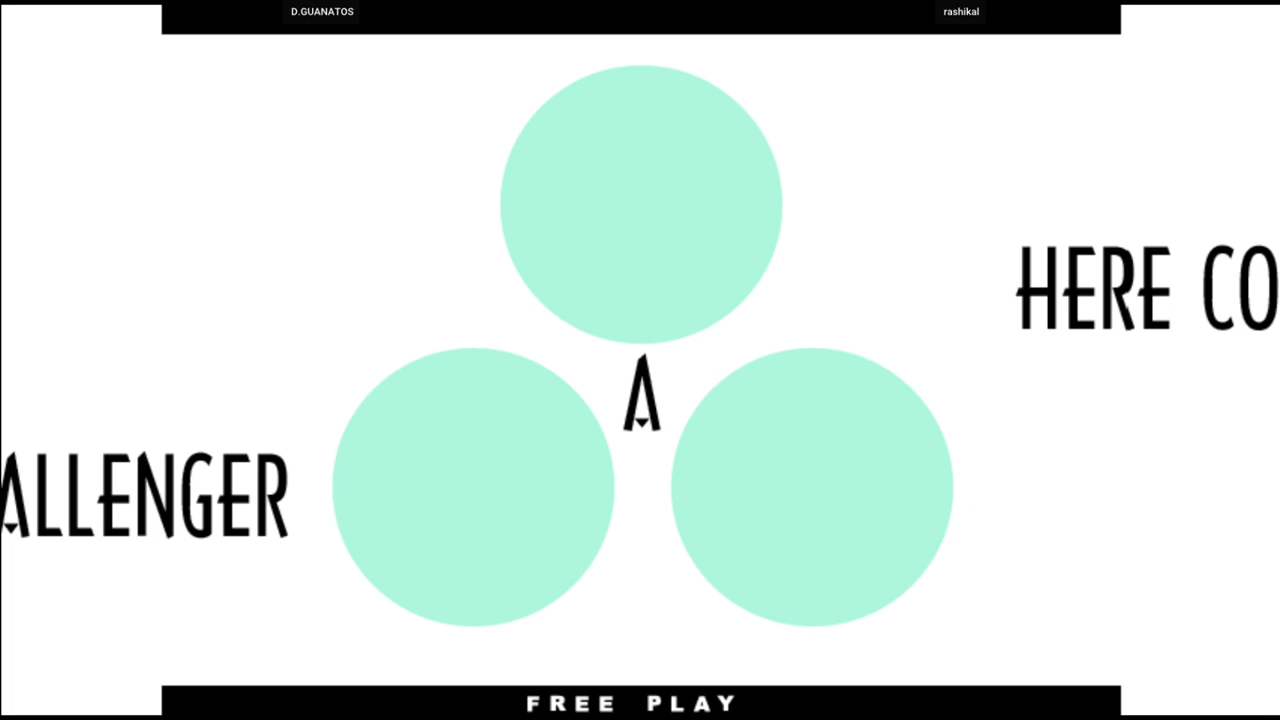 D.GUANATOS
rashikal
HERE CO
A
ALLENGER
FREE PLAY